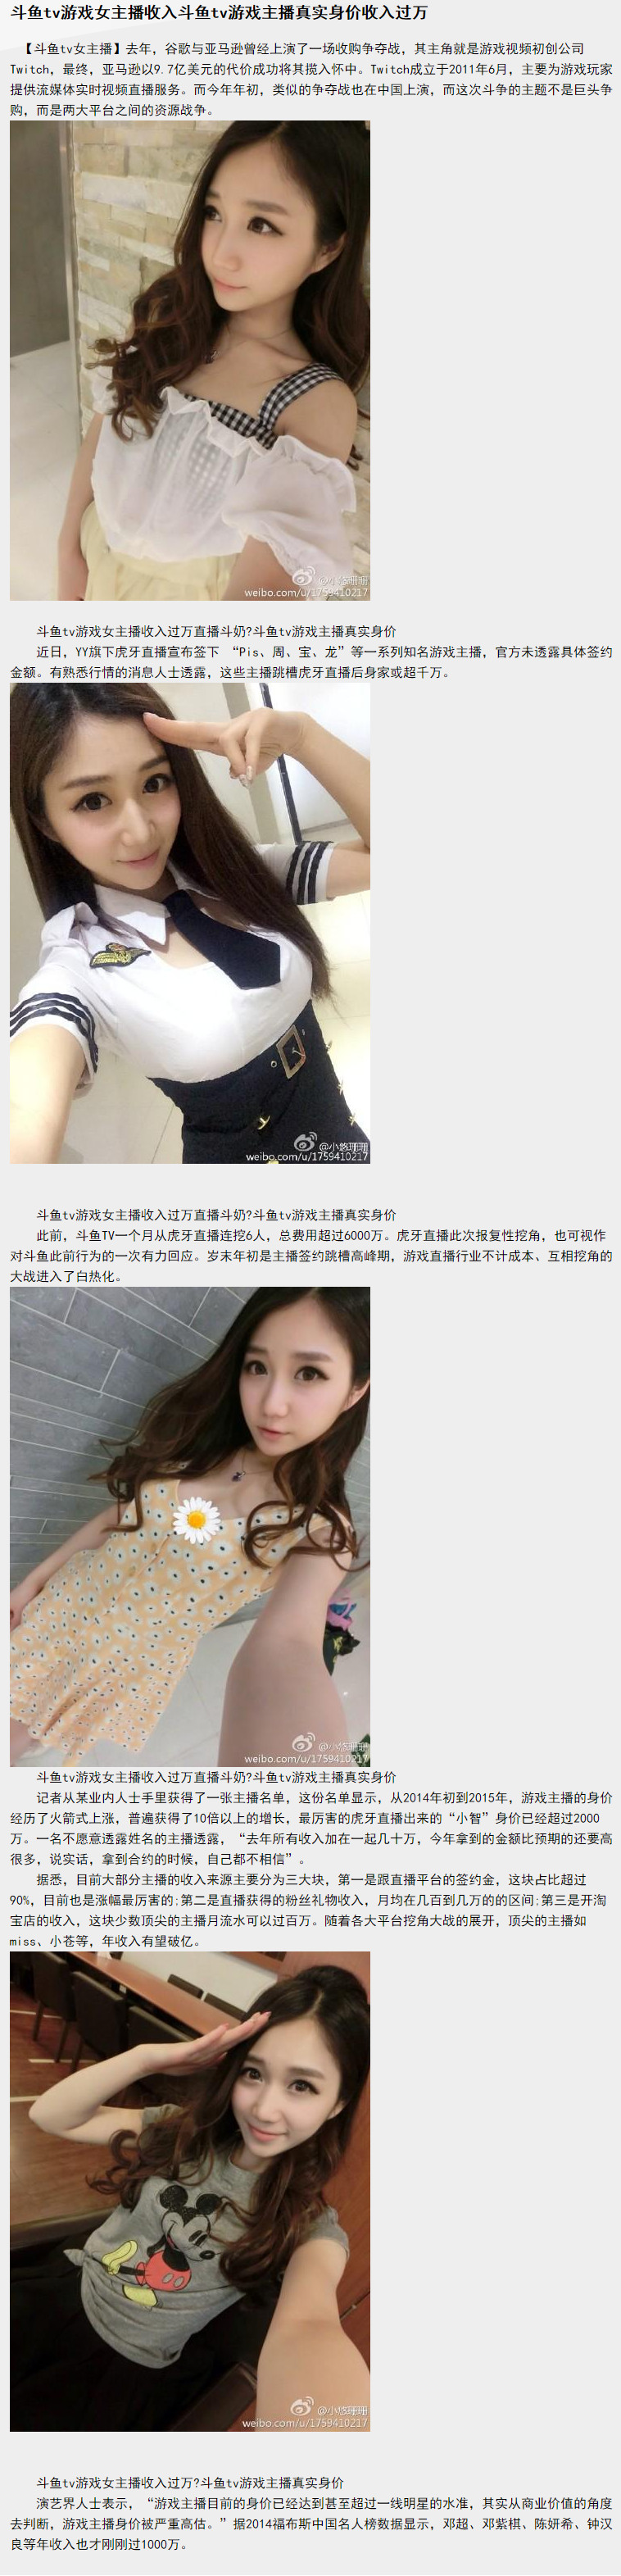 斗鱼tv游戏女主播收入斗鱼tv游戏主播真实身价收入过万
【斗鱼tv女主播】去年，谷歌与亚马逊曾经上演了一场收购争夺战，其主角就是游戏视频初创公司
Twitch，最终，亚马逊以9.7亿美元的代价成功将其揽入怀中。Twitch成立于2011年6月，主要为游戏玩家
提供流媒体实时视频直播服务。而今年年初，类似的争夺战也在中国上演，而这次斗争的主题不是巨头争
购，而是两大平台之间的资源战争。
@小悠珊珊
weibo.com/u/1759410217
斗鱼tv游戏女主播收入过万直播斗奶?斗鱼tv游戏主播真实身价
近日，YY旗下虎牙直播宣布签下 “Pis、周、宝、龙”等一系列知名游戏主播，官方未透露具体签约
金额。有熟悉行情的消息人士透露，这些主播跳槽虎牙直播后身家或超千万。
@小悠珊珊
weibo.com/u/1759410217
斗鱼tv游戏女主播收入过万直播斗奶?斗鱼tv游戏主播真实身价
此前，斗鱼TV一个月从虎牙直播连挖6人，总费用超过6000万。虎牙直播此次报复性挖角，也可视作
对斗鱼此前行为的一次有力回应。岁末年初是主播签约跳槽高峰期，游戏直播行业不计成本、互相挖角的
大战进入了白热化。
@小悠珊珊
weibo.com/u/1759410217
斗鱼tv游戏女主播收入过万直播斗奶?斗鱼tv游戏主播真实身价
记者从某业内人士手里获得了一张主播名单，这份名单显示，从2014年初到2015年，游戏主播的身价
经历了火箭式上涨，普遍获得了10倍以上的增长，最厉害的虎牙直播出来的“小智”身价已经超过2000
万。一名不愿意透露姓名的主播透露，“去年所有收入加在一起几十万，今年拿到的金额比预期的还要高
很多，说实话，拿到合约的时候，自己都不相信”。
据悉，目前大部分主播的收入来源主要分为三大块，第一是跟直播平台的签约金，这块占比超过
90%，目前也是涨幅最厉害的;第二是直播获得的粉丝礼物收入，月均在几百到几万的的区间;第三是开淘
宝店的收入，这块少数顶尖的主播月流水可以过百万。随着各大平台挖角大战的展开，顶尖的主播如
miss、小苍等，年收入有望破亿。
@小悠珊珊
weibo.com/u/1759410217
斗鱼tv游戏女主播收入过万?斗鱼tv游戏主播真实身价
演艺界人士表示，“游戏主播目前的身价已经达到甚至超过一线明星的水准，其实从商业价值的角度
去判断，游戏主播身价被严重高估。”据2014福布斯中国名人榜数据显示，邓超、邓紫棋、陈妍希、钟汉
良等年收入也才刚刚过1000万。